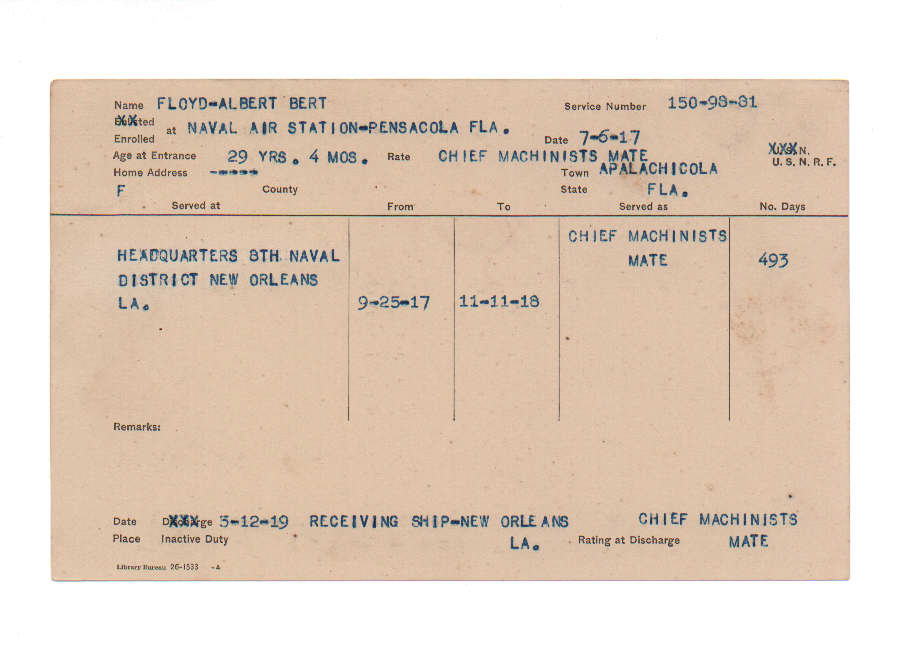 Name FLOYD-ALBERT BERT Service Number 150-98-81
Enrolled at NAVAL AIR STATION-PENSACOLA FLA. Date 7-6-17
Age at Entrance 29 YRS. 4 MOS. Rate CHIEF MACHINISTS MATE U. S. N. R. F.
Home Address ----- Town APALACHICOLA
F County State FLA.
Served at From To Served as No. Days
CHIEF MACHINISTS
HEADQUARTERS 8TH NAVAL MATE 493
DISTRICT NEW ORLEANS
LA. 9-25-17 11-11-18
Remarks:
Date 3-12-19 RECEIVING SHIP-NEW ORLEANS CHIEF MACHINISTS
Place Inactive Duty LA. Rating at Discharge MATE
Library Bureau 26-1533 -A